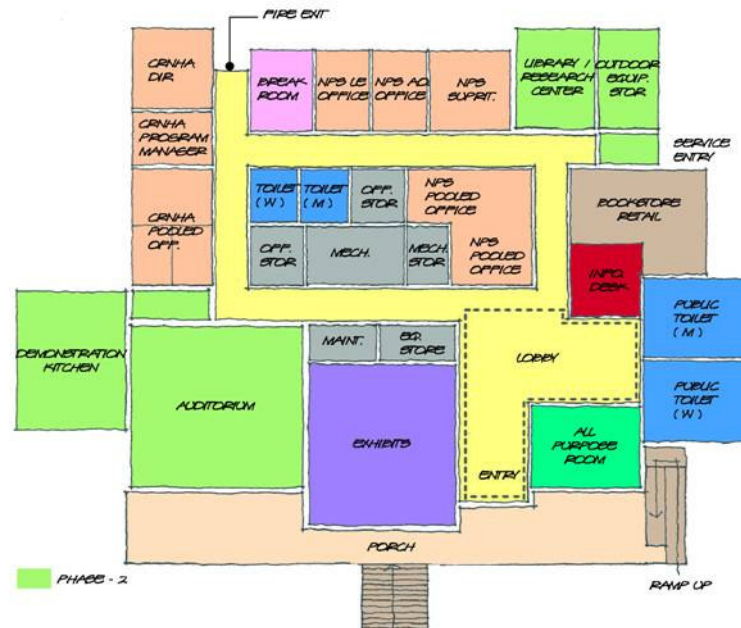 FIRE EXIT
CRNHA
DIR.
BREAK
ROOM
NPS LE
OFFICE
NPS AD.
OFFICE
NPS
SUPRIT.
LIBRARY /
RESEARCH
CENTER
OUTDOOR
EQUIP.
STOR
CRNHA
PROGRAM
MANAGER
SERVICE
ENTRY
TOILET
(W)
TOILET
(M)
OFF.
STOR
NPS
POOLED
OFFICE
BOOKSTORE
RETAIL
CRNHA
POOLED
OFF.
OFF.
STOR
MECH.
MECH.
STOR
NPS
POOLED
OFFICE
INFO.
DESK
PUBLIC
TOILET
(M)
DEMONSTRATION
KITCHEN
MAINT.
EQ.
STORE
LOBBY
AUDITORIUM
PUBLIC
TOILET
(W)
EXHIBITS
ALL
PURPOSE
ROOM
ENTRY
PORCH
PHASE - 2
RAMP UP